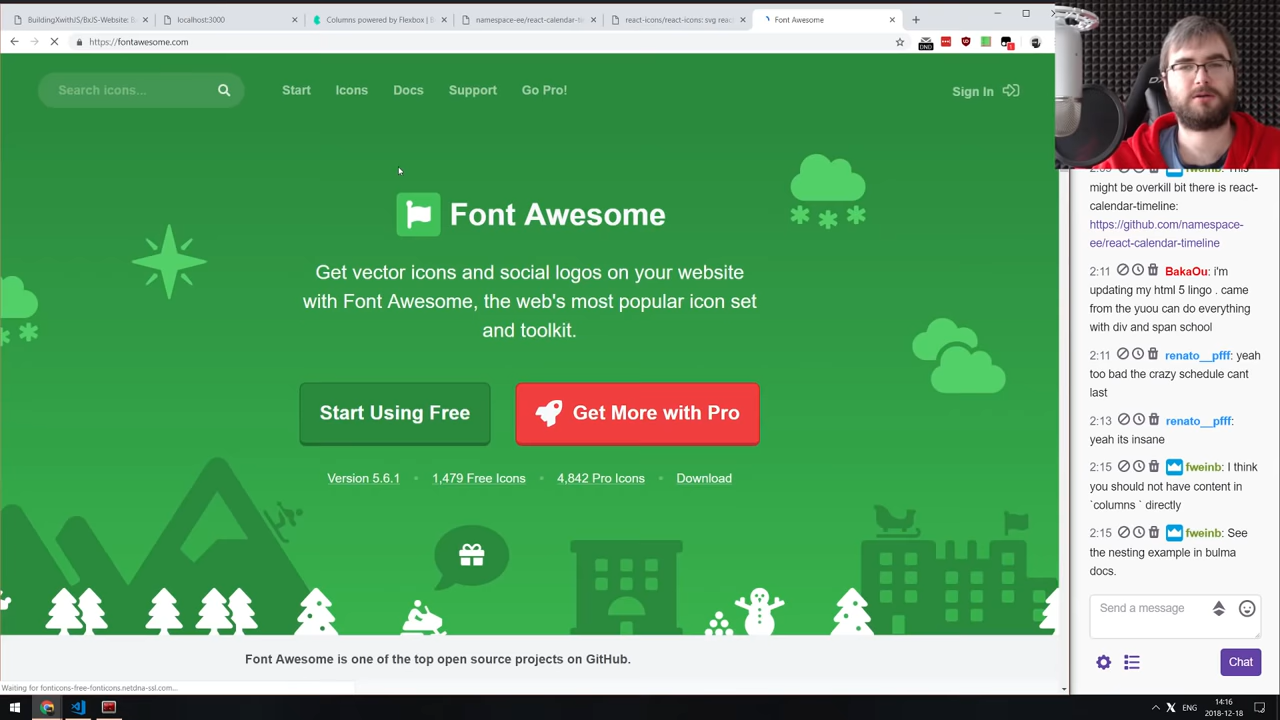 BuildingXwithJS/BxJS-Website: B
localhost:3000
Columns powered by Flexbox | B
namespace-ee/react-calendar-t
react-icons/react-icons: svg reac
Font Awesome
https://fontawesome.com
DND
Search icons...
Start
Icons
Docs
Support
Go Pro!
Sign In
Font Awesome
Get vector icons and social logos on your website
with Font Awesome, the web's most popular icon set
and toolkit.
Start Using Free
Get More with Pro
Version 5.6.1
1,479 Free Icons
4,842 Pro Icons
Download
Font Awesome is one of the top open source projects on GitHub.
Waiting for fonticons-free-fonticons.netdna-ssl.com...
fweinb: This
might be overkill bit there is react-
calendar-timeline:
https://github.com/namespace-
ee/react-calendar-timeline
2:11 BakaOu: i'm
updating my html 5 lingo . came
from the yuou can do everything
with div and span school
2:11 renato__pfff: yeah
too bad the crazy schedule cant
last
2:13 renato__pfff:
yeah its insane
2:15 fweinb: I think
you should not have content in
`columns ` directly
2:15 fweinb: See
the nesting example in bulma
docs.
Send a message
Chat
ENG
14:16
2018-12-18